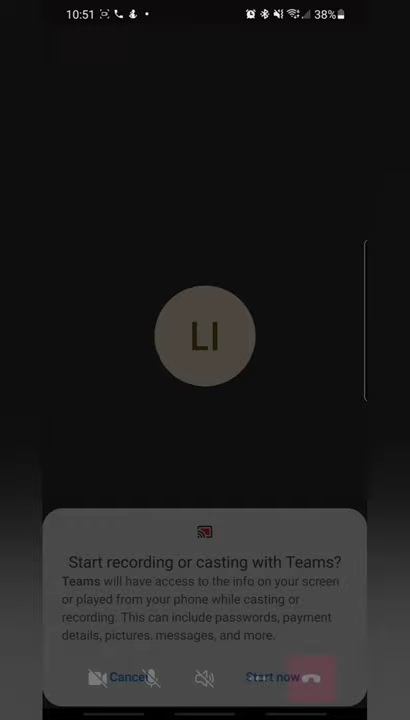 10:51 38%
LI
Start recording or casting with Teams?
Teams will have access to the info on your screen
or played from your phone while casting or
recording. This can include passwords, payment
details, pictures, messages, and more.
Cancel Start now